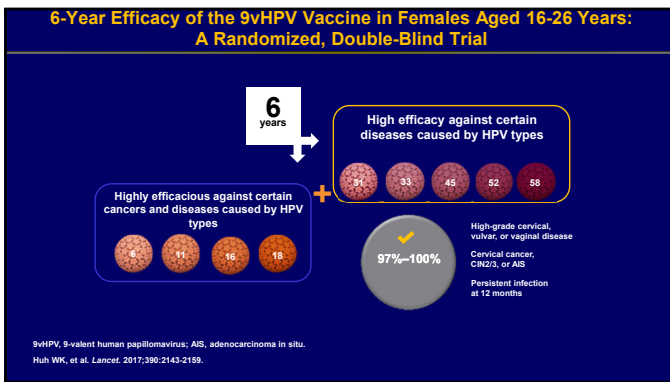 6-Year Efficacy of the 9vHPV Vaccine in Females Aged 16-26 Years:
A Randomized, Double-Blind Trial
6
years
High efficacy against certain
diseases caused by HPV types
31 33 45 52 58
+
Highly efficacious against certain
cancers and diseases caused by HPV
types
6 11 16 18
97%–100%
High-grade cervical,
vulvar, or vaginal disease
Cervical cancer,
CIN2/3, or AIS
Persistent infection
at 12 months
9vHPV, 9-valent human papillomavirus; AIS, adenocarcinoma in situ.
Huh WK, et al. Lancet. 2017;390:2143-2159.